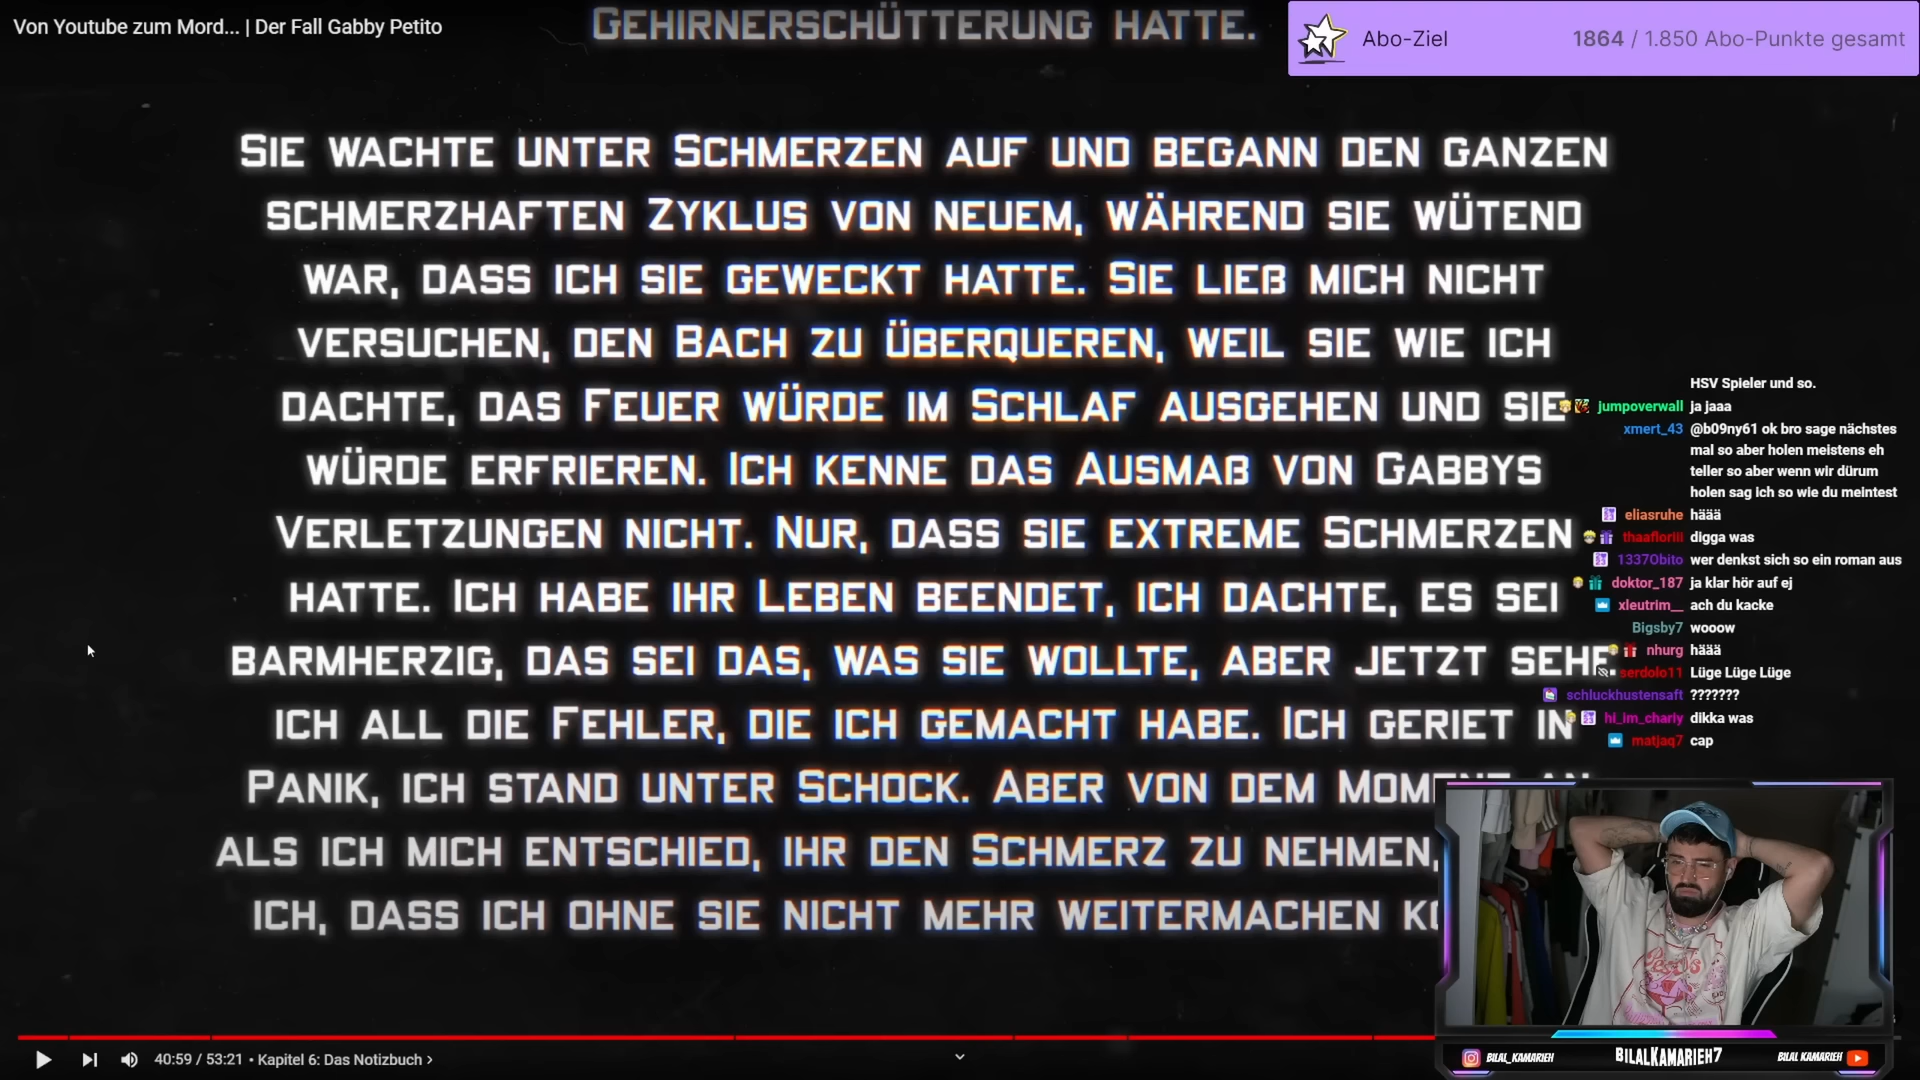 Von Youtube zum Mord... | Der Fall Gabby Petito
GEHIRNERSCHÜTTERUNG HATTE.
Abo-Ziel
1864 / 1.850 Abo-Punkte gesamt
SIE WACHTE UNTER SCHMERZEN AUF UND BEGANN DEN GANZEN
SCHMERZHAFTEN ZYKLUS VON NEUEM, WÄHREND SIE WÜTEND
WAR, DASS ICH SIE GEWECKT HATTE. SIE LIEß MICH NICHT
VERSUCHEN, DEN BACH ZU ÜBERQUEREN, WEIL SIE WIE ICH
DACHTE, DAS FEUER WÜRDE IM SCHLAF AUSGEHEN UND SIE
WÜRDE ERFRIEREN. ICH KENNE DAS AUSMAß VON GABBYS
VERLETZUNGEN NICHT. NUR, DASS SIE EXTREME SCHMERZEN
HATTE. ICH HABE IHR LEBEN BEENDET, ICH DACHTE, ES SEI
BARMHERZIG, DAS SEI DAS, WAS SIE WOLLTE, ABER JETZT SEHE
ICH ALL DIE FEHLER, DIE ICH GEMACHT HABE. ICH GERIET IN
PANIK, ICH STAND UNTER SCHOCK. ABER VON DEM MOMENT AN
ALS ICH MICH ENTSCHIED, IHR DEN SCHMERZ ZU NEHMEN,
ICH, DASS ICH OHNE SIE NICHT MEHR WEITERMACHEN
HSV Spieler und so.
jumpoverwall ja jaaa
xmert_43 @b09ny61 ok bro sage nächstes
mal so aber holen meistens eh
teller so aber wenn wir dürum
holen sag ich so wie du meintest
eliasruhe häää
thaafloriii digga was
1337Obito wer denkst sich so ein roman aus
doktor_187 ja klar hör auf ej
xleutrim__ ach du kacke
Bigsby7 wooow
nhurg häää
serdolo11 Lüge Lüge Lüge
schluckhustensaft ???????
hi_im_charly dikka was
matjaq7 cap
40:59 / 53:21 • Kapitel 6: Das Notizbuch ›
BILAL_KAMARIEH
BILALKAMARIEH7
BILAL KAMARIEH